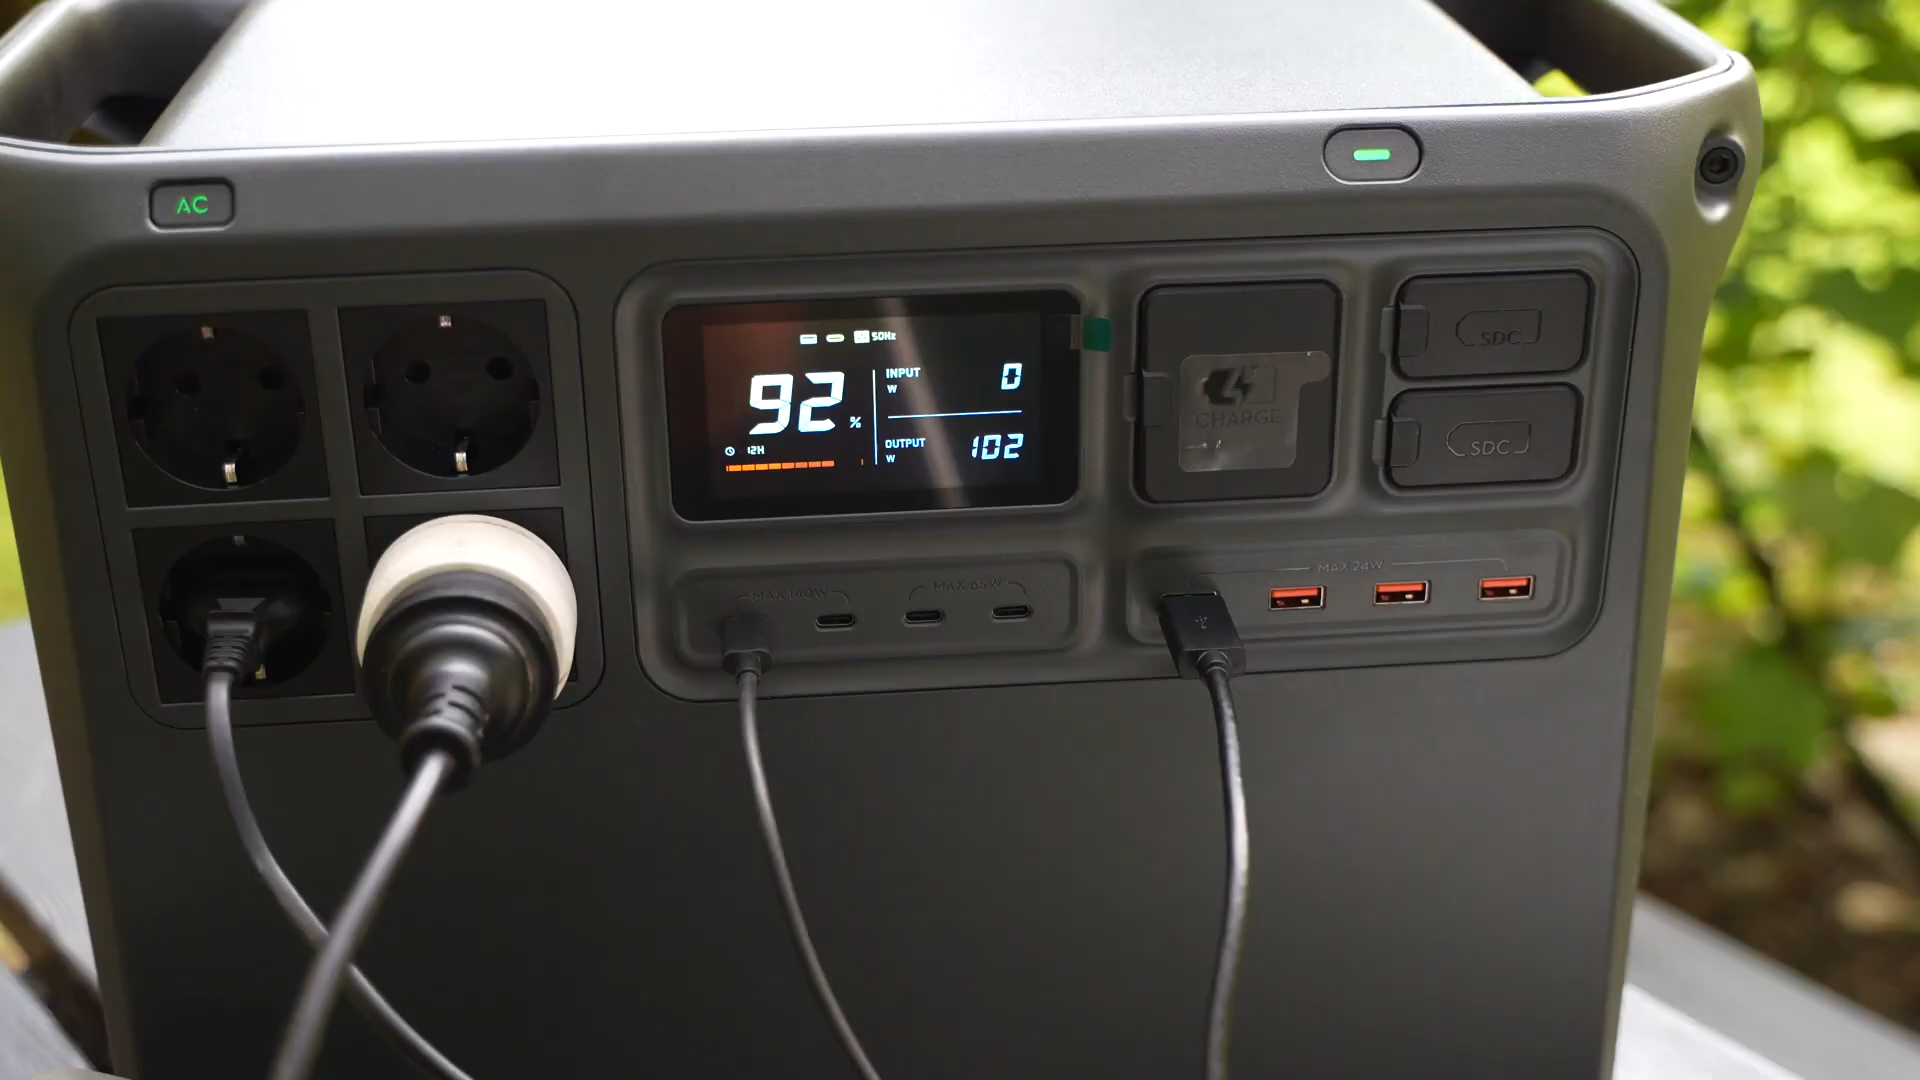 AC
50Hz
92 %
INPUT
W
0
12H
OUTPUT
W
102
CHARGE
SDC
SDC
MAX 140W
MAX 65W
MAX 24W